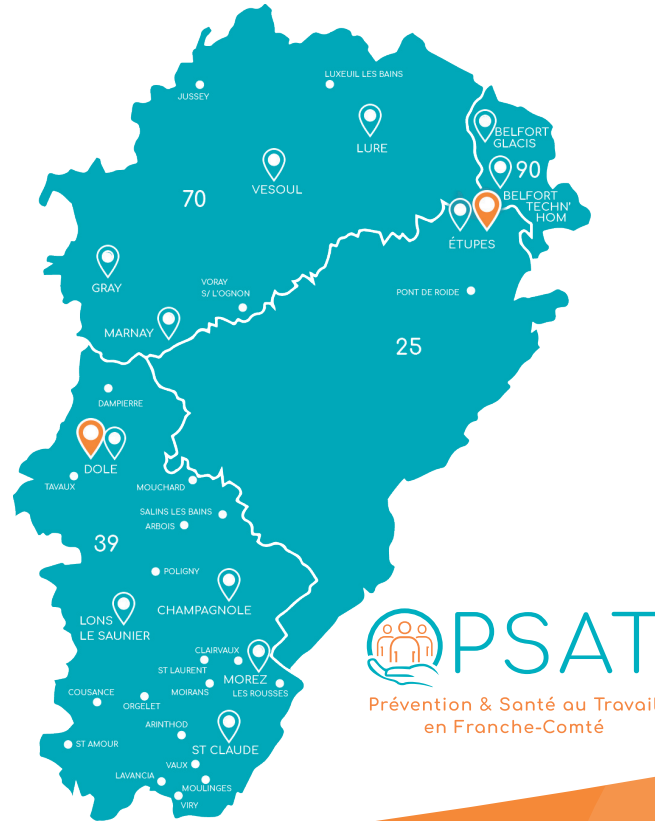 LUXEUIL LES BAINS
JUSSEY
LURE
BELFORT
GLACIS
90
VESOUL
70
BELFORT
TECHN'
HOM
ÉTUPES
GRAY
VORAY
S/ L'OGNON
PONT DE ROIDE
MARNAY
25
DAMPIERRE
DOLE
TAVAUX
MOUCHARD
SALINS LES BAINS
ARBOIS
39
POLIGNY
CHAMPAGNOLE
LONS
LE SAUNIER
CLAIRVAUX
ST LAURENT
MOREZ
MOIRANS
LES ROUSSES
COUSANCE
ORGELET
ARINTHOD
ST AMOUR
ST CLAUDE
VAUX
LAVANCIA
MOULINGES
VIRY
OPSAT
Prévention & Santé au Travail
en Franche-Comté